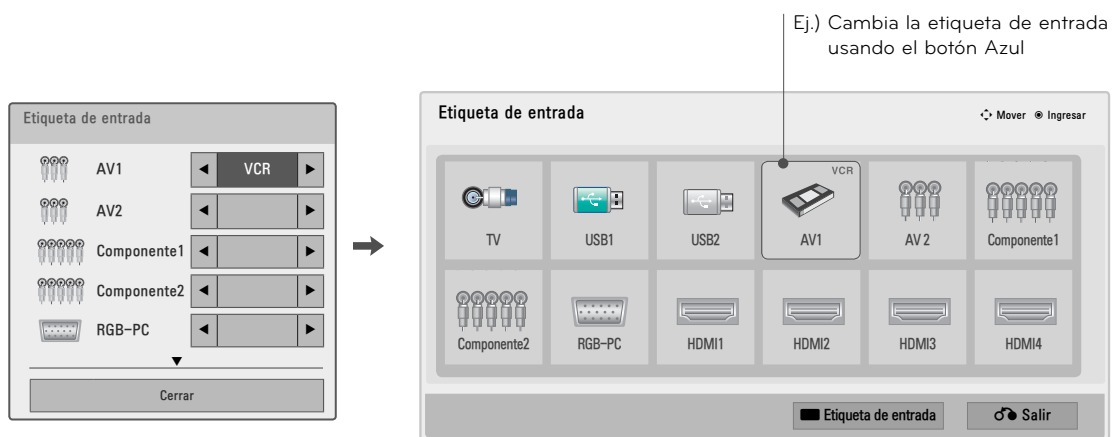 Ej.) Cambia la etiqueta de entrada
usando el botón Azul
Etiqueta de entrada
AV1 ◀ VCR ▶
AV2 ◀ ▶
Componente1 ◀ ▶
Componente2 ◀ ▶
RGB-PC ◀ ▶
▼
Cerrar
Etiqueta de entrada
Mover ◉ Ingresar
VCR
TV USB1 USB2 AV1 AV 2 Componente1
Componente2 RGB-PC HDMI1 HDMI2 HDMI3 HDMI4
Etiqueta de entrada Salir